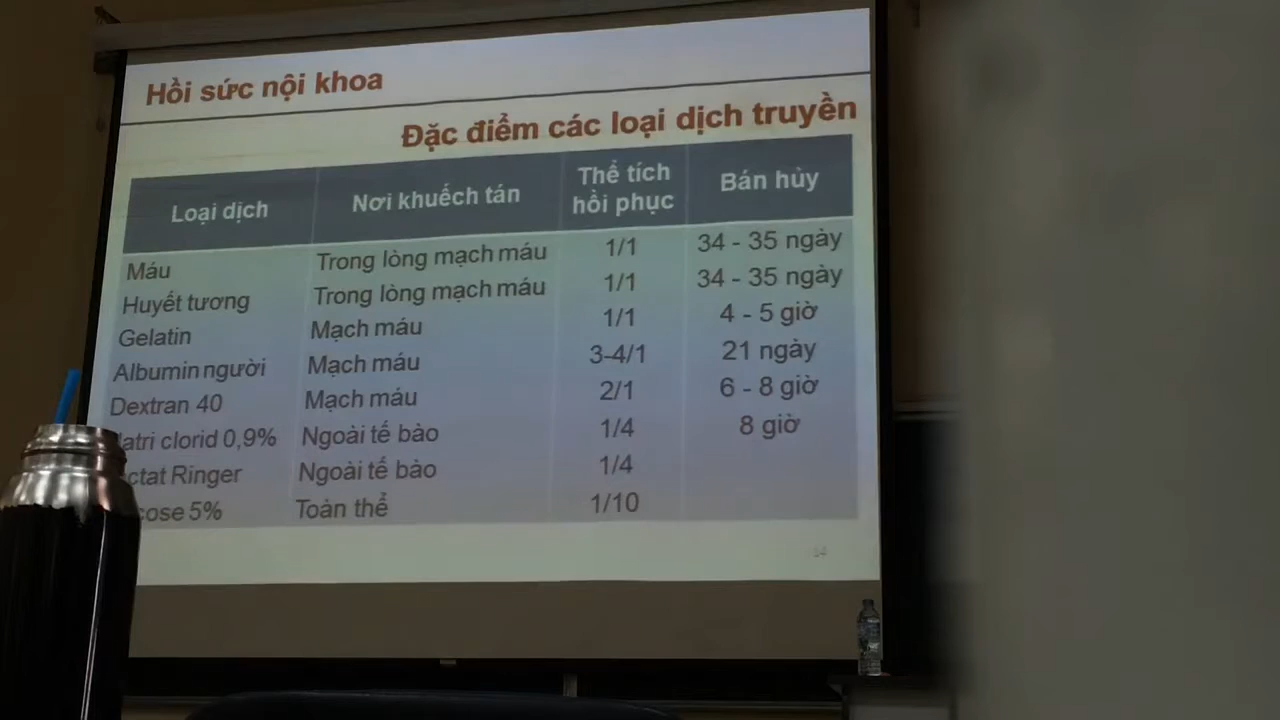 Hồi sức nội khoa
Đặc điểm các loại dịch truyền
Loại dịch Nơi khuếch tán Thể tích hồi phục Bán hủy
Máu Trong lòng mạch máu 1/1 34 - 35 ngày
Huyết tương Trong lòng mạch máu 1/1 34 - 35 ngày
Gelatin Mạch máu 1/1 4 - 5 giờ
Albumin người Mạch máu 3-4/1 21 ngày
Dextran 40 Mạch máu 2/1 6 - 8 giờ
atri clorid 0,9% Ngoài tế bào 1/4 8 giờ
ctat Ringer Ngoài tế bào 1/4
cose 5% Toàn thể 1/10
14